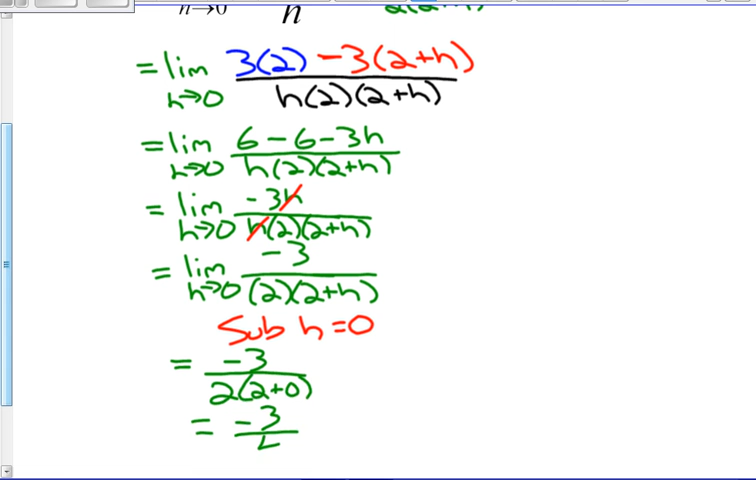 n→0 h
= lim h→0 3(2) - 3(2+h) / h(2)(2+h)
= lim h→0 6 - 6 - 3h / h(2)(2+h)
= lim h→0 -3h / h(2)(2+h)
= lim h→0 -3 / (2)(2+h)
Sub h = 0
= -3 / 2(2+0)
= -3